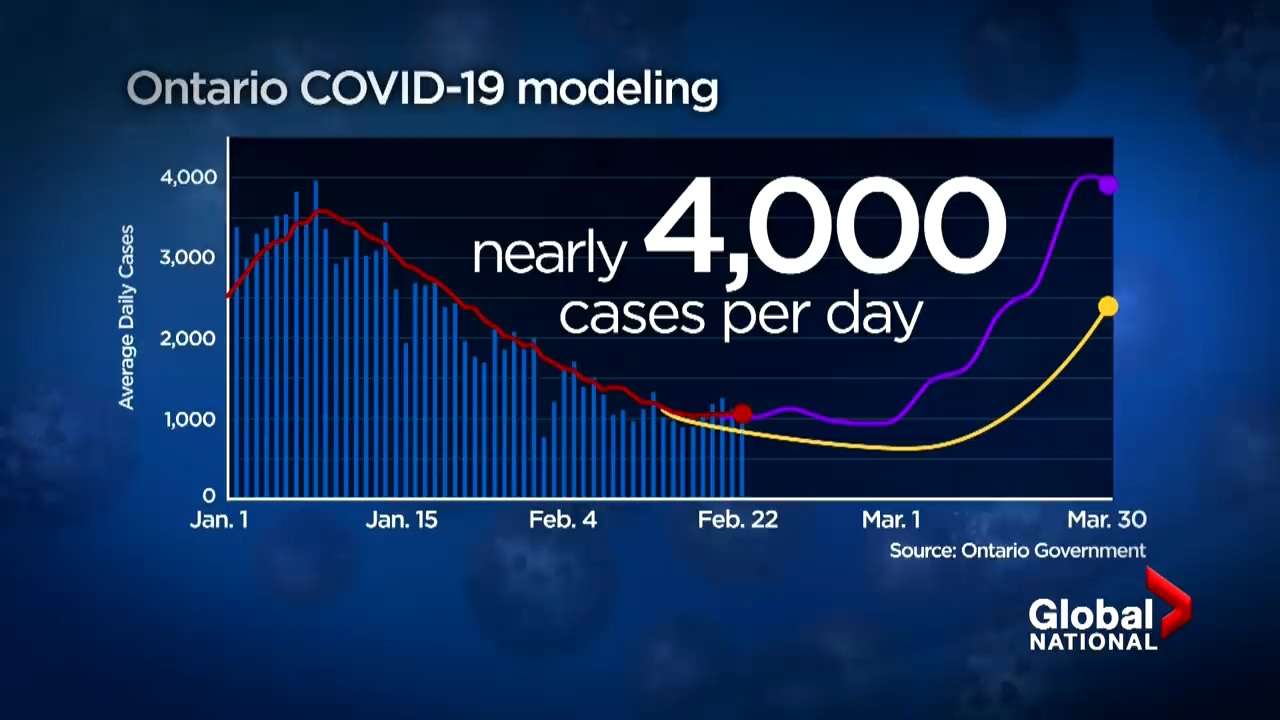 Ontario COVID-19 modeling
Average Daily Cases
4,000
3,000
2,000
1,000
0
nearly 4,000
cases per day
Jan. 1 Jan. 15 Feb. 4 Feb. 22 Mar. 1 Mar. 30
Source: Ontario Government
Global
NATIONAL